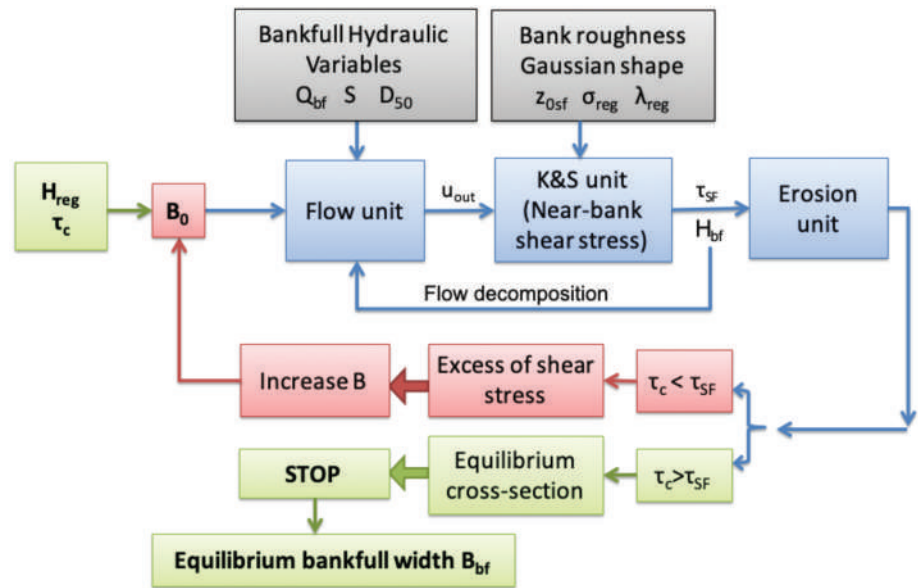 Bankfull Hydraulic
Variables
Q_bf S D_50
Bank roughness
Gaussian shape
z_0sf σ_reg λ_reg
H_reg
τ_c
B_0
Flow unit
u_out
K&S unit
(Near-bank
shear stress)
τ_SF
H_bf
Erosion
unit
Flow decomposition
Increase B
Excess of shear
stress
τ_c < τ_SF
STOP
Equilibrium
cross-section
τ_c>τ_SF
Equilibrium bankfull width B_bf